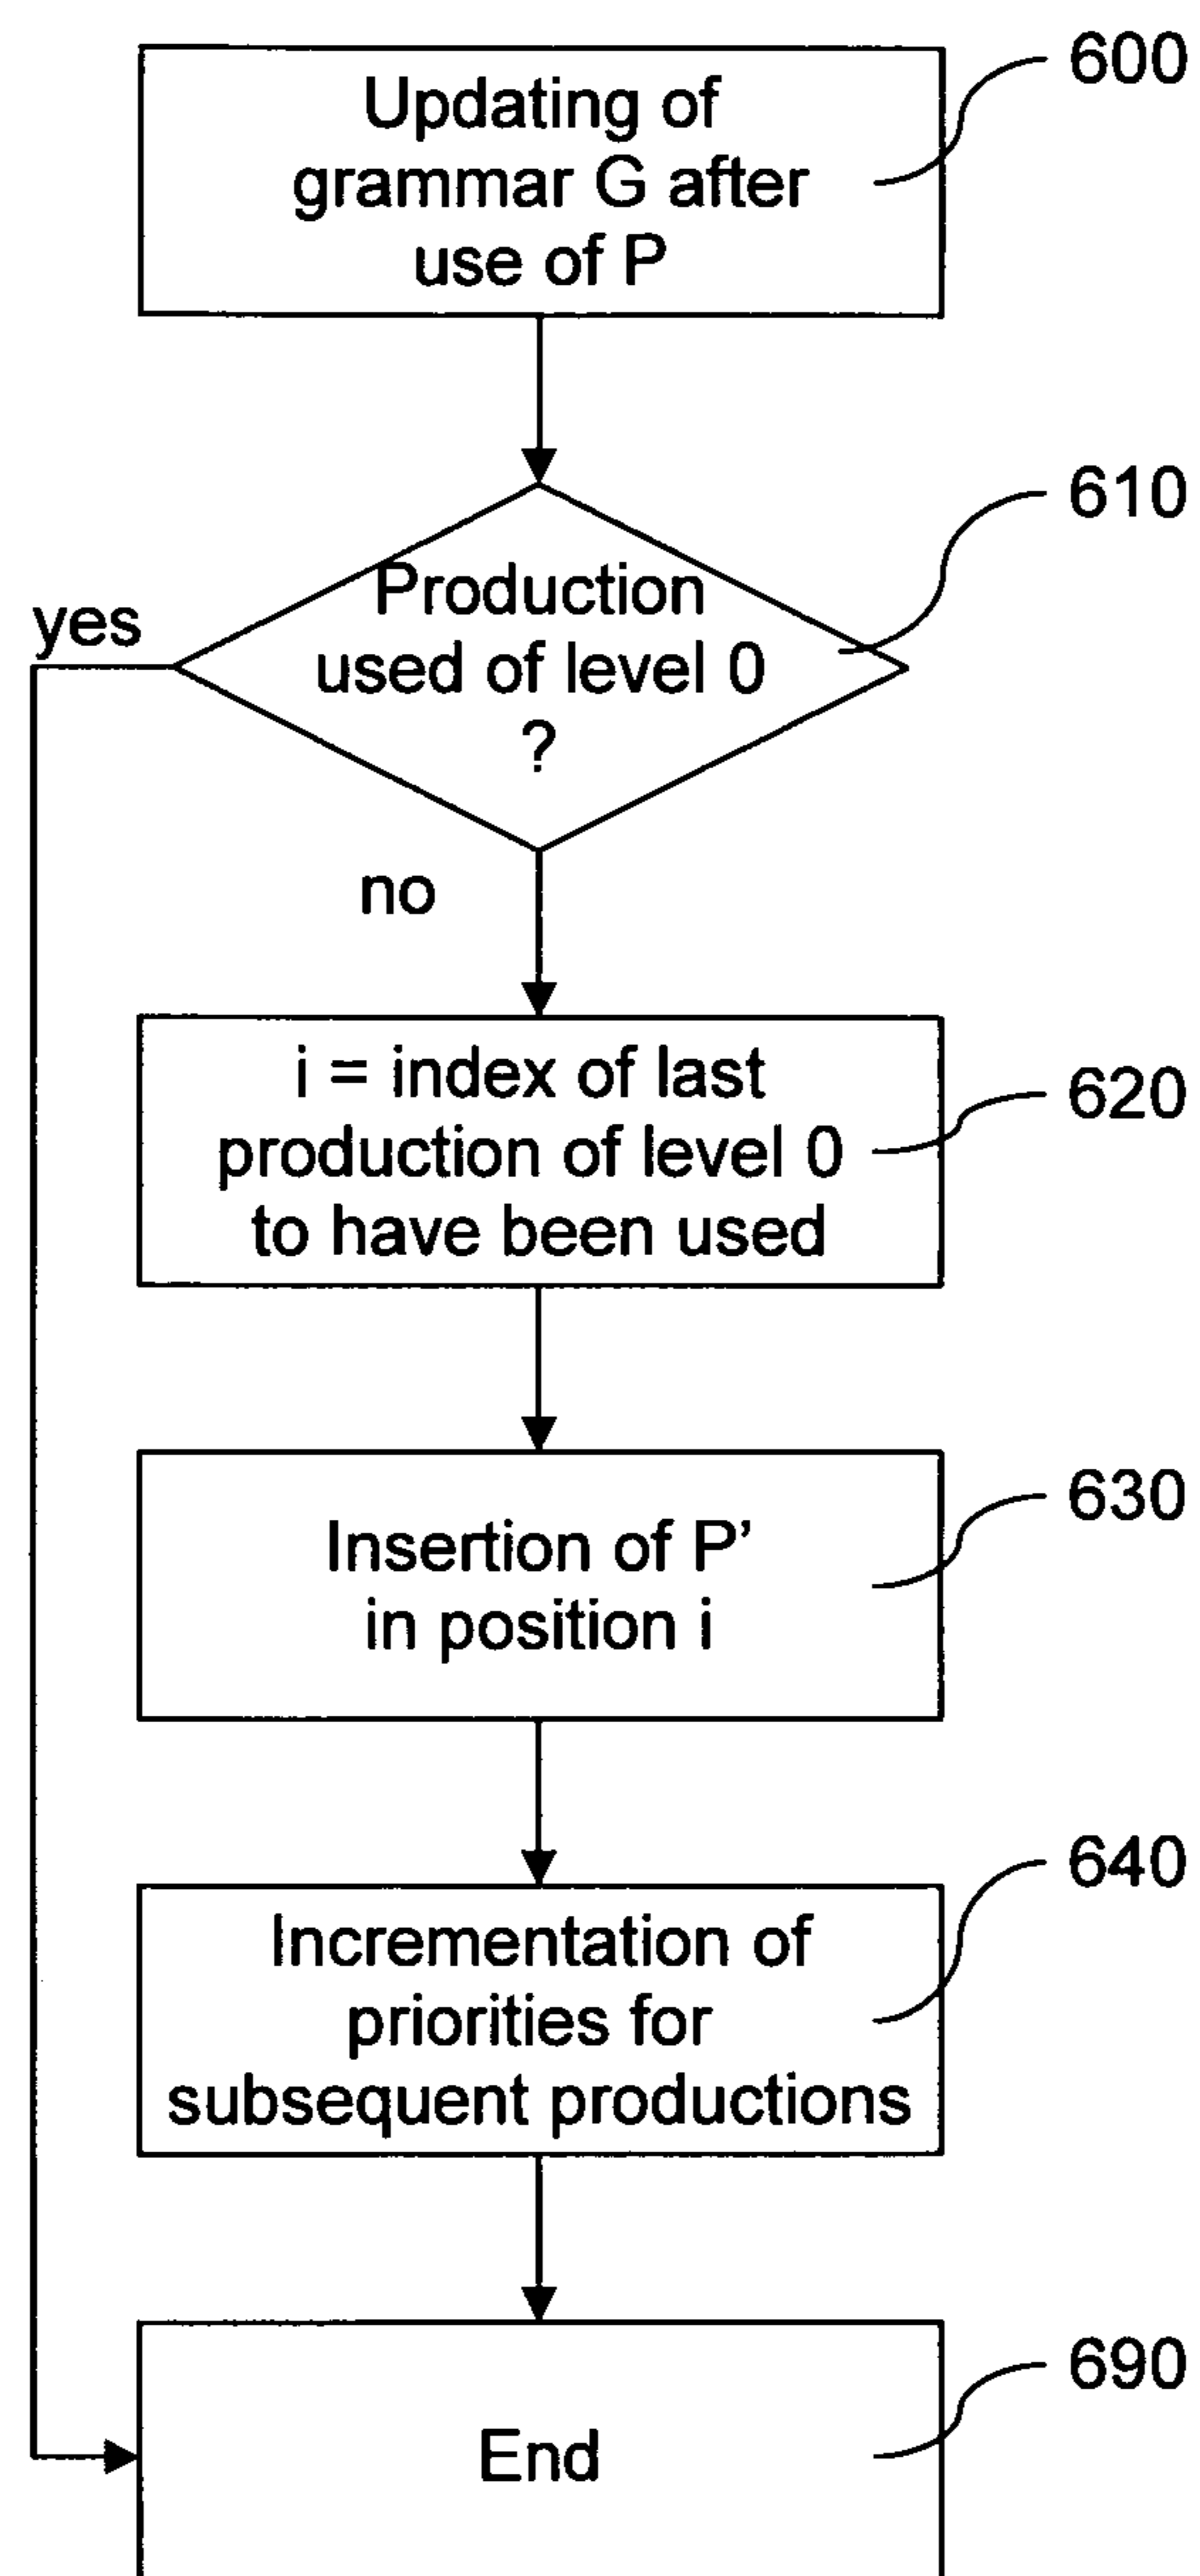 600
Updating of
grammar G after
use of P
610
Production
used of level 0
?
yes
no
620
i = index of last
production of level 0
to have been used
630
Insertion of P’
in position i
640
Incrementation of
priorities for
subsequent productions
690
End